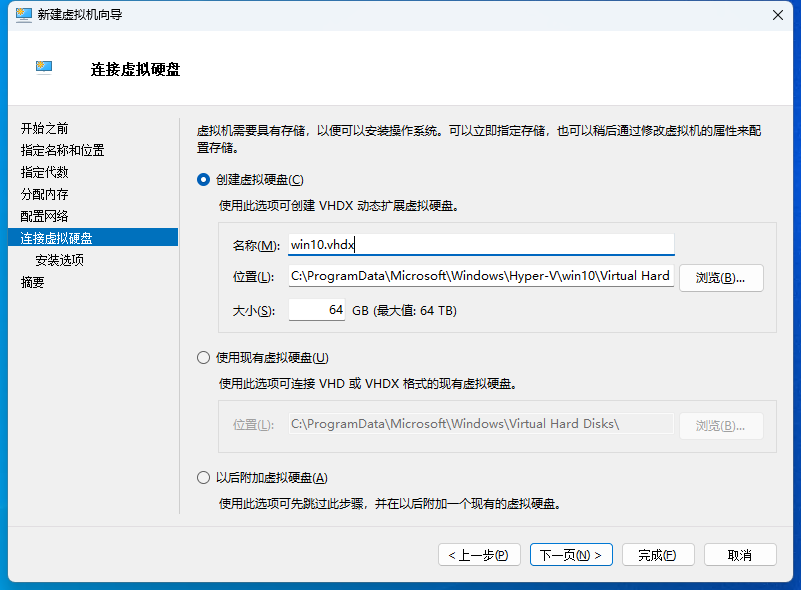 新建虚拟机向导
连接虚拟硬盘
开始之前
指定名称和位置
指定代数
分配内存
配置网络
连接虚拟硬盘
安装选项
摘要
虚拟机需要具有存储，以便可以安装操作系统。可以立即指定存储，也可以稍后通过修改虚拟机的属性来配
置存储。
创建虚拟硬盘(C)
使用此选项可创建 VHDX 动态扩展虚拟硬盘。
名称(M): win10.vhdx
位置(L): C:\ProgramData\Microsoft\Windows\Hyper-V\win10\Virtual Hard 浏览(B)...
大小(S): 64 GB (最大值: 64 TB)
使用现有虚拟硬盘(U)
使用此选项可连接 VHD 或 VHDX 格式的现有虚拟硬盘。
位置(L): C:\ProgramData\Microsoft\Windows\Virtual Hard Disks\ 浏览(B)...
以后附加虚拟硬盘(A)
使用此选项可先跳过此步骤，并在以后附加一个现有的虚拟硬盘。
< 上一步(P) 下一页(N) > 完成(F) 取消